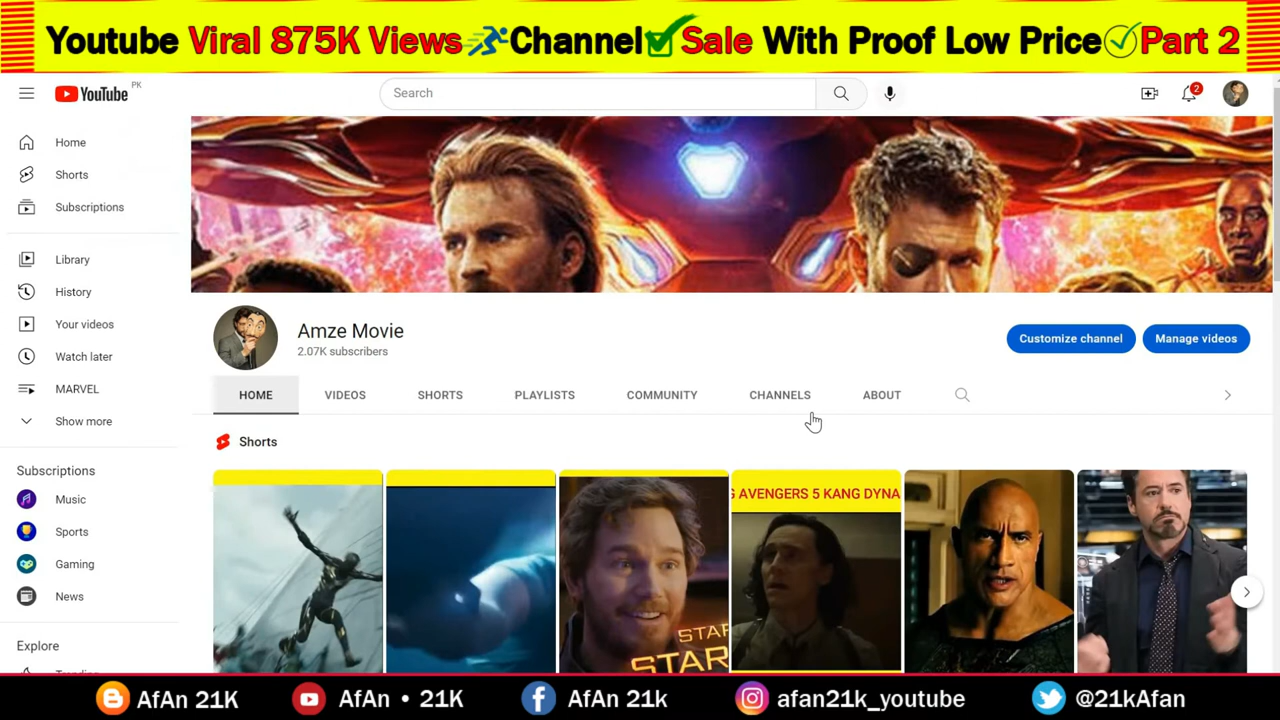 Youtube Viral 875K Views Channel Sale With Proof Low Price Part 2
YouTube PK
Search
2
Home
Shorts
Subscriptions
Library
History
Your videos
Watch later
MARVEL
Show more
Subscriptions
Music
Sports
Gaming
News
Explore
Trending
Amze Movie
2.07K subscribers
Customize channel
Manage videos
HOME VIDEOS SHORTS PLAYLISTS COMMUNITY CHANNELS ABOUT
Shorts
G AVENGERS 5 KANG DYNA
STAR
STAR
AfAn 21K AfAn • 21K AfAn 21k afan21k_youtube @21kAfan